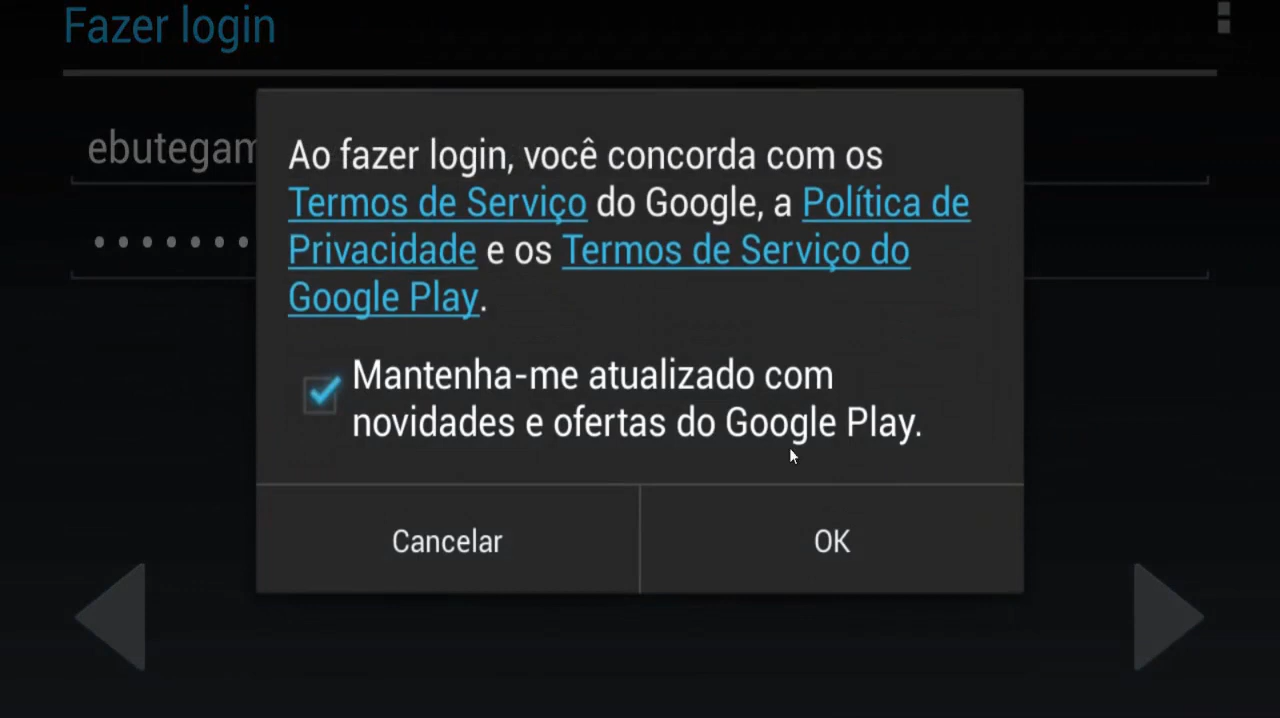 Fazer login
ebutegam
Ao fazer login, você concorda com os
Termos de Serviço do Google, a Política de
Privacidade e os Termos de Serviço do
Google Play.
Mantenha-me atualizado com
novidades e ofertas do Google Play.
Cancelar
OK